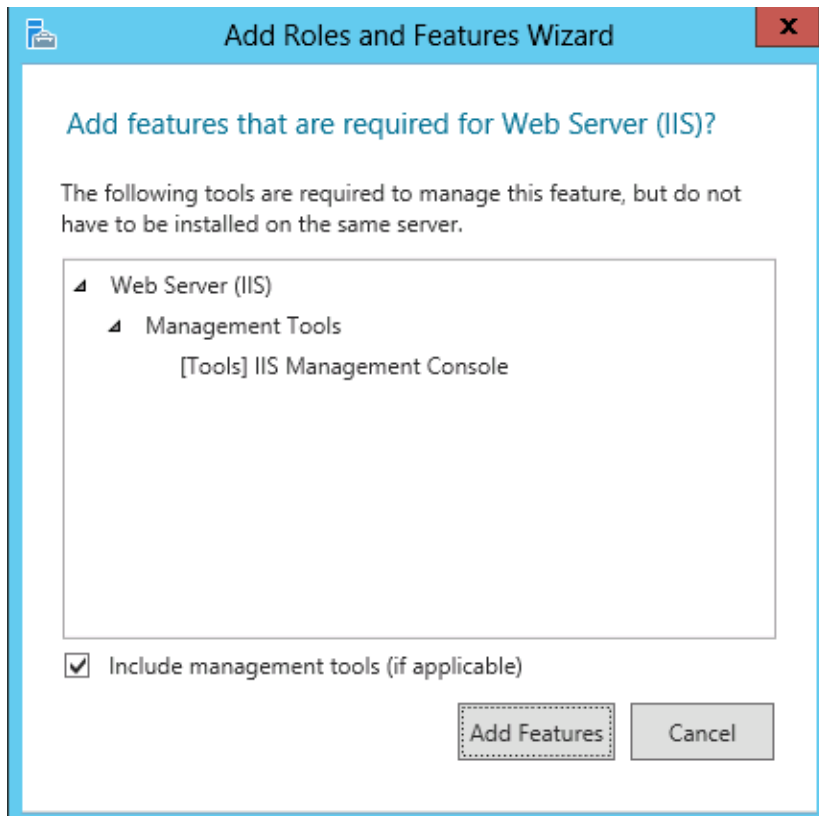 Add Roles and Features Wizard
x
Add features that are required for Web Server (IIS)?
The following tools are required to manage this feature, but do not
have to be installed on the same server.
Web Server (IIS)
Management Tools
[Tools] IIS Management Console
Include management tools (if applicable)
Add Features
Cancel